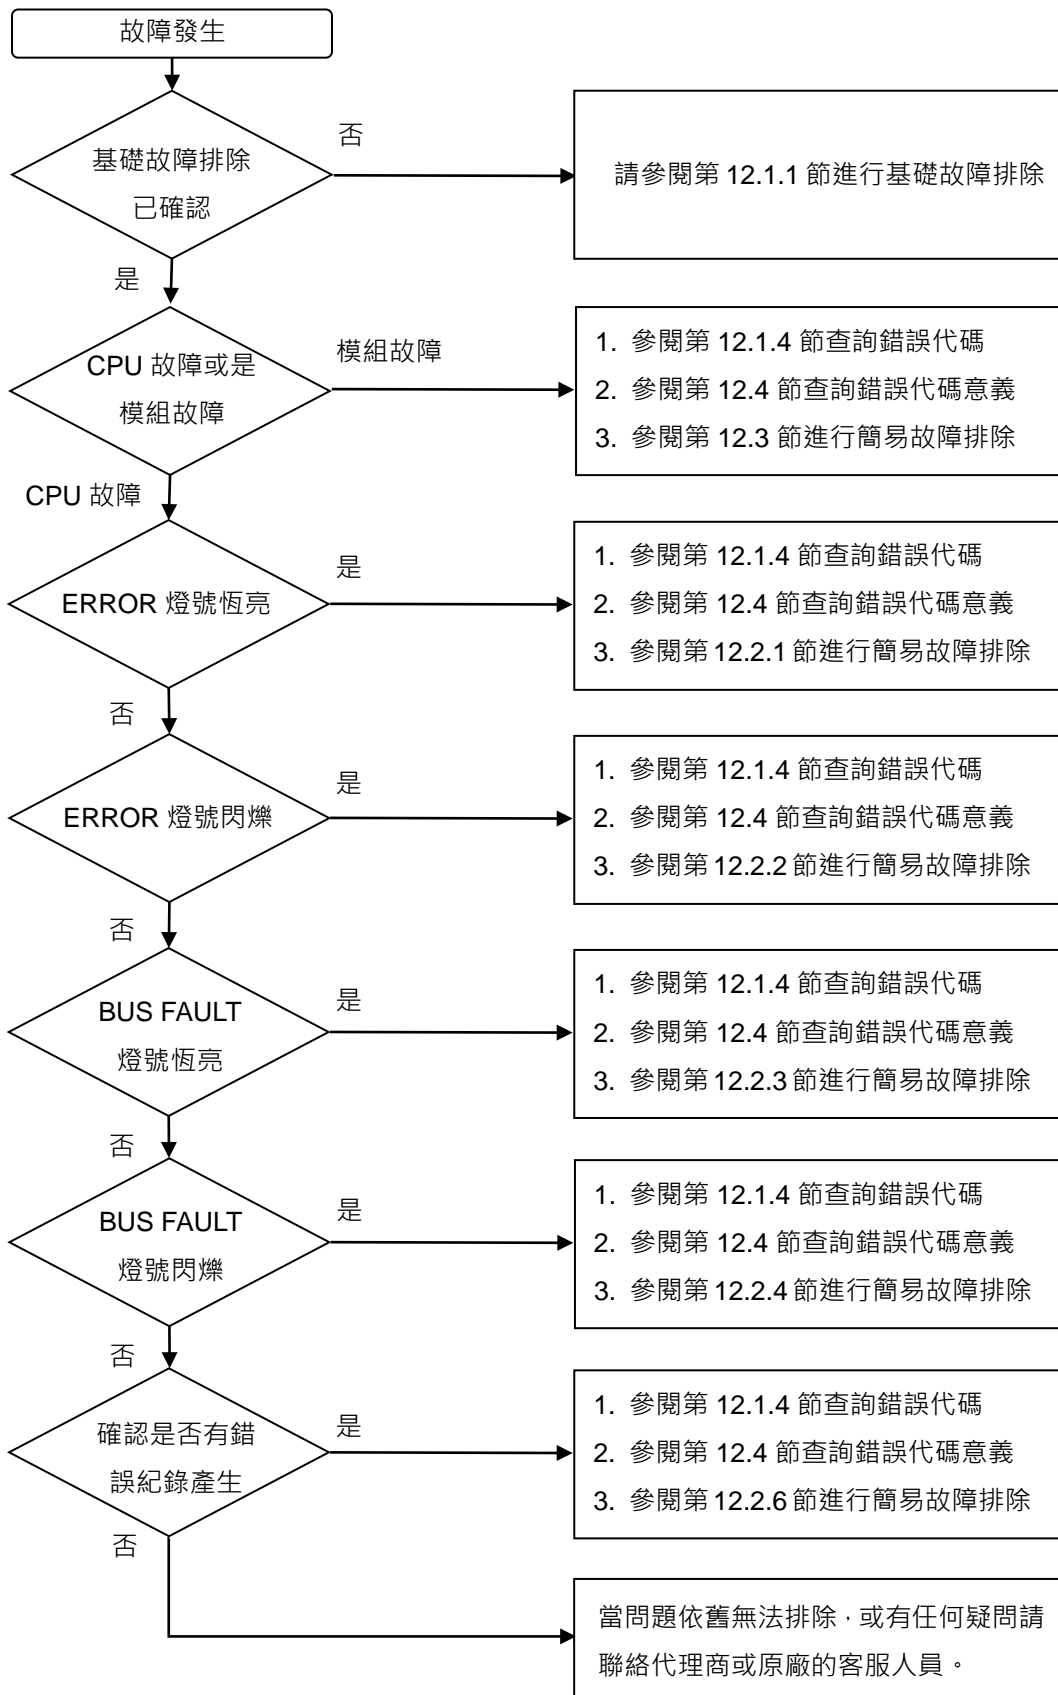 故障發生
基礎故障排除
已確認
否
請參閱第 12.1.1 節進行基礎故障排除
是
CPU 故障或是
模組故障
模組故障
1. 參閱第 12.1.4 節查詢錯誤代碼
2. 參閱第 12.4 節查詢錯誤代碼意義
3. 參閱第 12.3 節進行簡易故障排除
CPU 故障
ERROR 燈號恆亮
是
1. 參閱第 12.1.4 節查詢錯誤代碼
2. 參閱第 12.4 節查詢錯誤代碼意義
3. 參閱第 12.2.1 節進行簡易故障排除
否
ERROR 燈號閃爍
是
1. 參閱第 12.1.4 節查詢錯誤代碼
2. 參閱第 12.4 節查詢錯誤代碼意義
3. 參閱第 12.2.2 節進行簡易故障排除
否
BUS FAULT
燈號恆亮
是
1. 參閱第 12.1.4 節查詢錯誤代碼
2. 參閱第 12.4 節查詢錯誤代碼意義
3. 參閱第 12.2.3 節進行簡易故障排除
否
BUS FAULT
燈號閃爍
是
1. 參閱第 12.1.4 節查詢錯誤代碼
2. 參閱第 12.4 節查詢錯誤代碼意義
3. 參閱第 12.2.4 節進行簡易故障排除
否
確認是否有錯
誤紀錄產生
是
1. 參閱第 12.1.4 節查詢錯誤代碼
2. 參閱第 12.4 節查詢錯誤代碼意義
3. 參閱第 12.2.6 節進行簡易故障排除
否
當問題依舊無法排除，或有任何疑問請
聯絡代理商或原廠的客服人員。